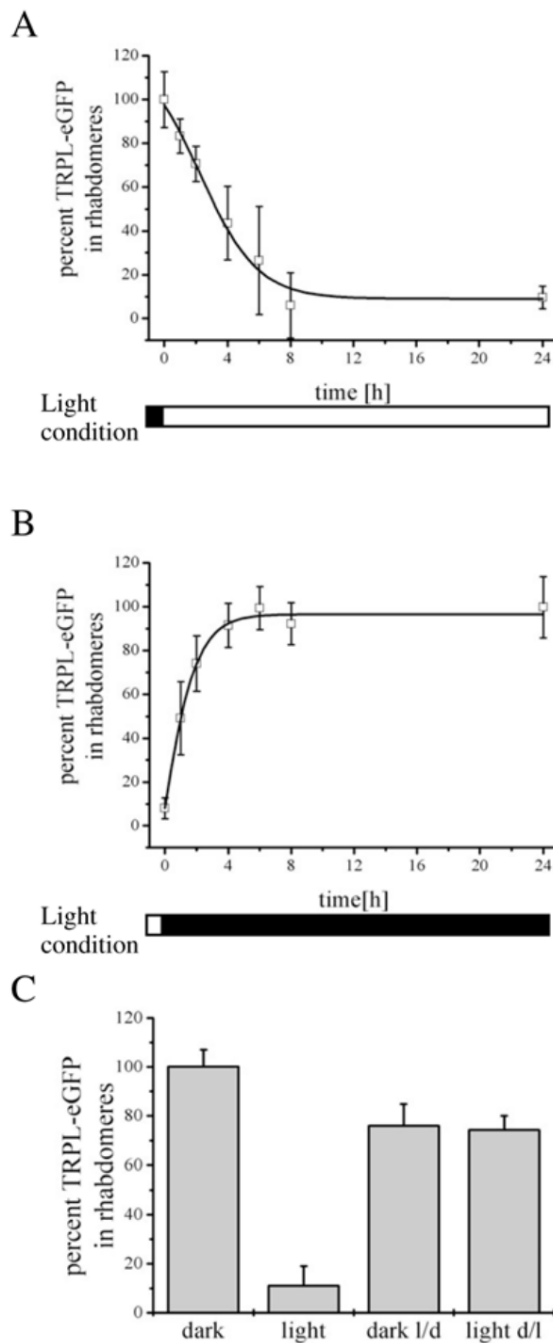 A
percent TRPL-eGFP
in rhabdomeres
120
100
80
60
40
20
0
0 4 8 12 16 20 24
time [h]
Light
condition
B
percent TRPL-eGFP
in rhabdomeres
120
100
80
60
40
20
0
0 4 8 12 16 20 24
time[h]
Light
condition
C
percent TRPL-eGFP
in rhabdomeres
120
100
80
60
40
20
0
dark light dark l/d light d/l